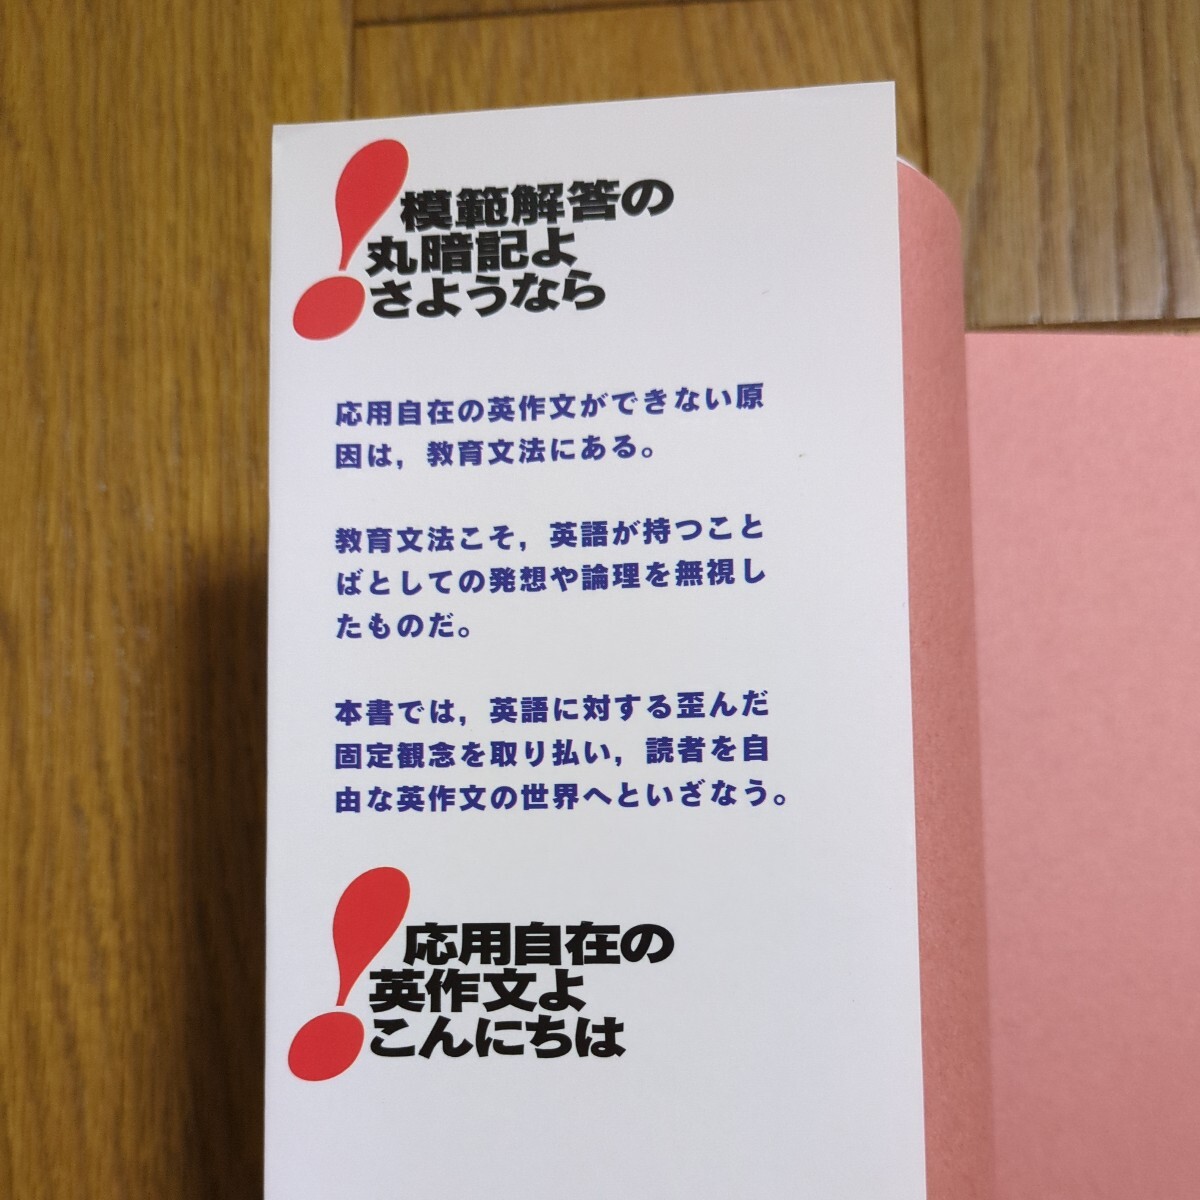 模範解答の
丸暗記よ
さようなら
応用自在の英作文ができない原
因は，教育文法にある。
教育文法こそ，英語が持つこと
ばとしての発想や論理を無視し
たものだ。
本書では，英語に対する歪んだ
固定観念を取り払い，読者を自
由な英作文の世界へといざなう。
応用自在の
英作文よ
こんにちは